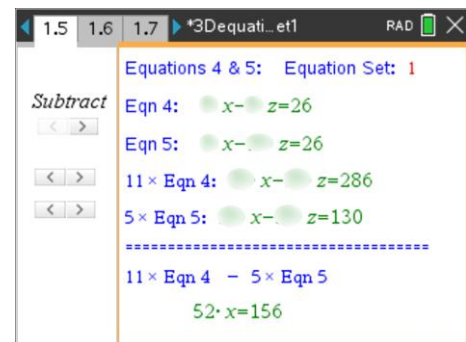 1.5 1.6 1.7 *3Dequati…et1 RAD
Equations 4 & 5: Equation Set: 1
Subtract
Eqn 4: x- z=26
Eqn 5: x- z=26
11× Eqn 4: x- z=286
5× Eqn 5: x- z=130
===================================
11× Eqn 4 - 5× Eqn 5
52· x=156